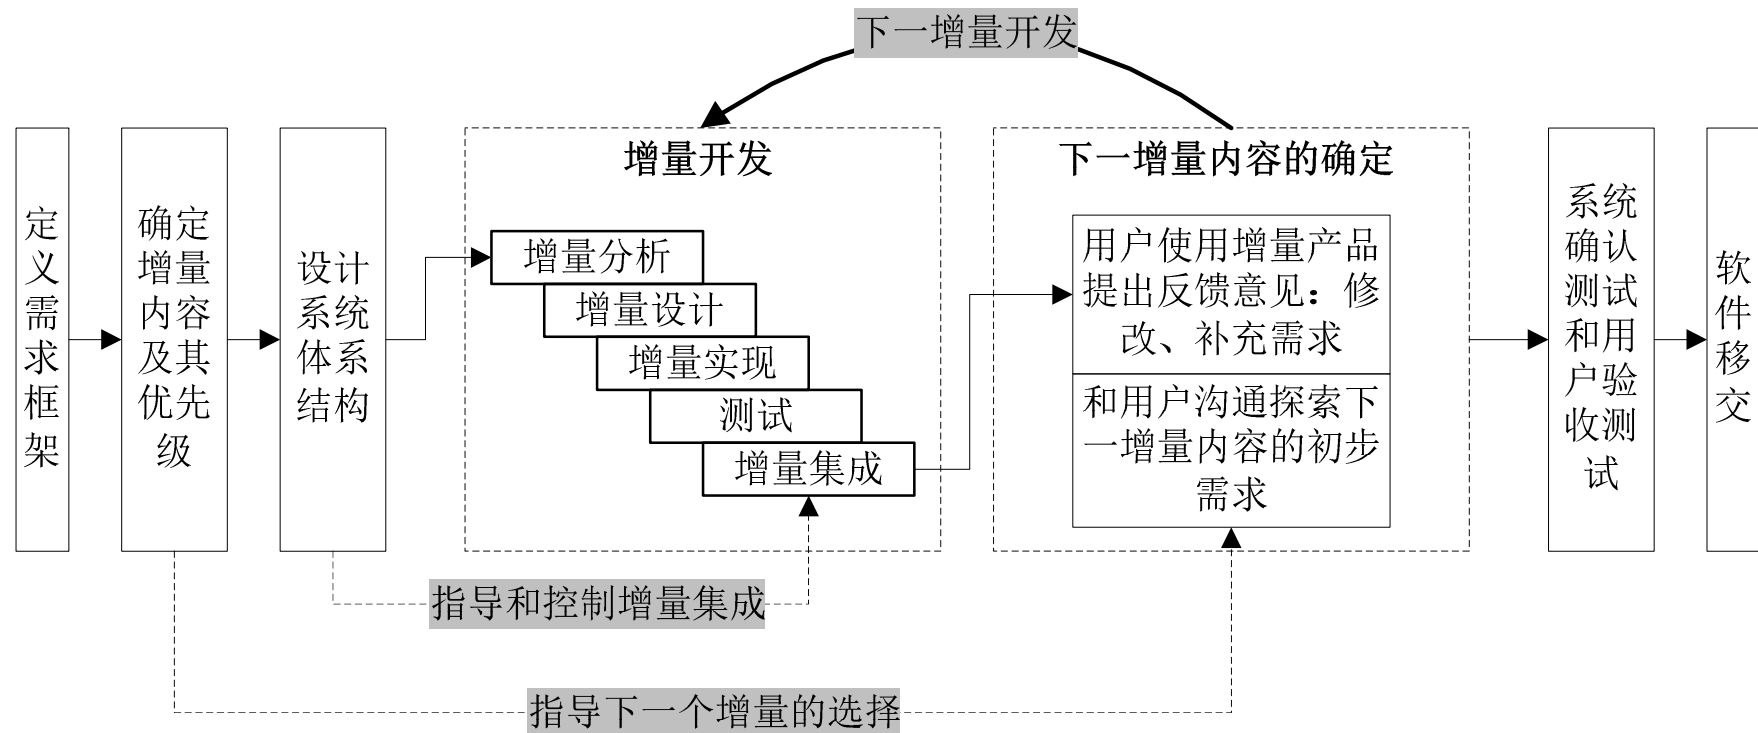 下一增量开发
定
义
需
求
框
架
确定
增量
内容
及其
优先
级
设计
系统
体系
结构
增量开发
增量分析
增量设计
增量实现
测试
增量集成
下一增量内容的确定
用户使用增量产品
提出反馈意见：修
改、补充需求
和用户沟通探索下
一增量内容的初步
需求
系统
确认
测试
和用
户验
收测
试
软
件
移
交
指导和控制增量集成
指导下一个增量的选择